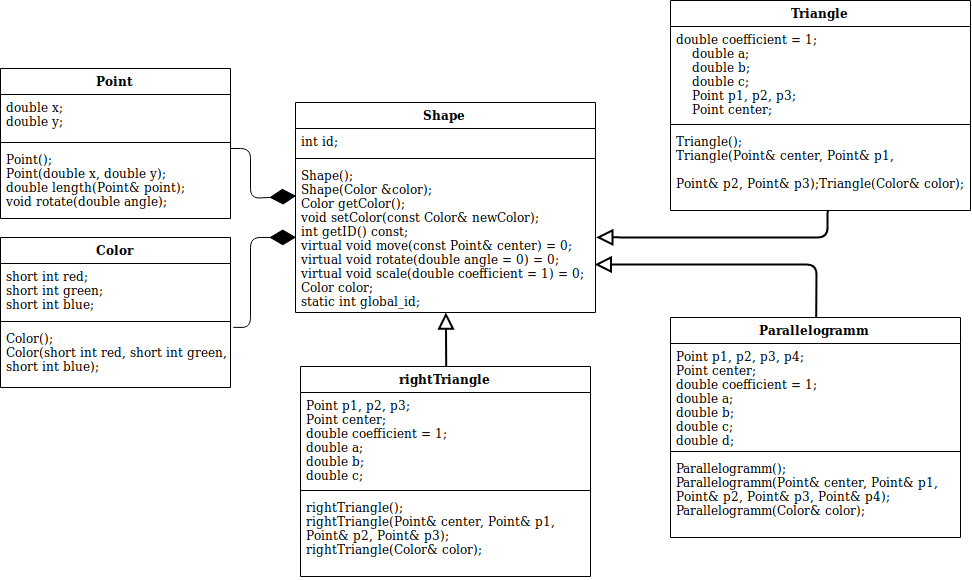 Point
double x;
double y;
Point();
Point(double x, double y);
double length(Point& point);
void rotate(double angle);
Color
short int red;
short int green;
short int blue;
Color();
Color(short int red, short int green,
short int blue);
Shape
int id;
Shape();
Shape(Color &color);
Color getColor();
void setColor(const Color& newColor);
int getID() const;
virtual void move(const Point& center) = 0;
virtual void rotate(double angle = 0) = 0;
virtual void scale(double coefficient = 1) = 0;
Color color;
static int global_id;
rightTriangle
Point p1, p2, p3;
Point center;
double coefficient = 1;
double a;
double b;
double c;
rightTriangle();
rightTriangle(Point& center, Point& p1,
Point& p2, Point& p3);
rightTriangle(Color& color);
Triangle
double coefficient = 1;
double a;
double b;
double c;
Point p1, p2, p3;
Point center;
Triangle();
Triangle(Point& center, Point& p1,
Point& p2, Point& p3);Triangle(Color& color);
Parallelogramm
Point p1, p2, p3, p4;
Point center;
double coefficient = 1;
double a;
double b;
double c;
double d;
Parallelogramm();
Parallelogramm(Point& center, Point& p1,
Point& p2, Point& p3, Point& p4);
Parallelogramm(Color& color);